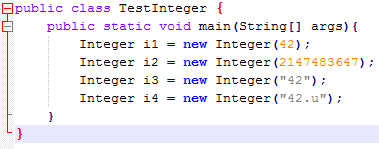 public class TestInteger {
public static void main(String[] args){
Integer i1 = new Integer(42);
Integer i2 = new Integer(2147483647);
Integer i3 = new Integer("42");
Integer i4 = new Integer("42.u");
}
}